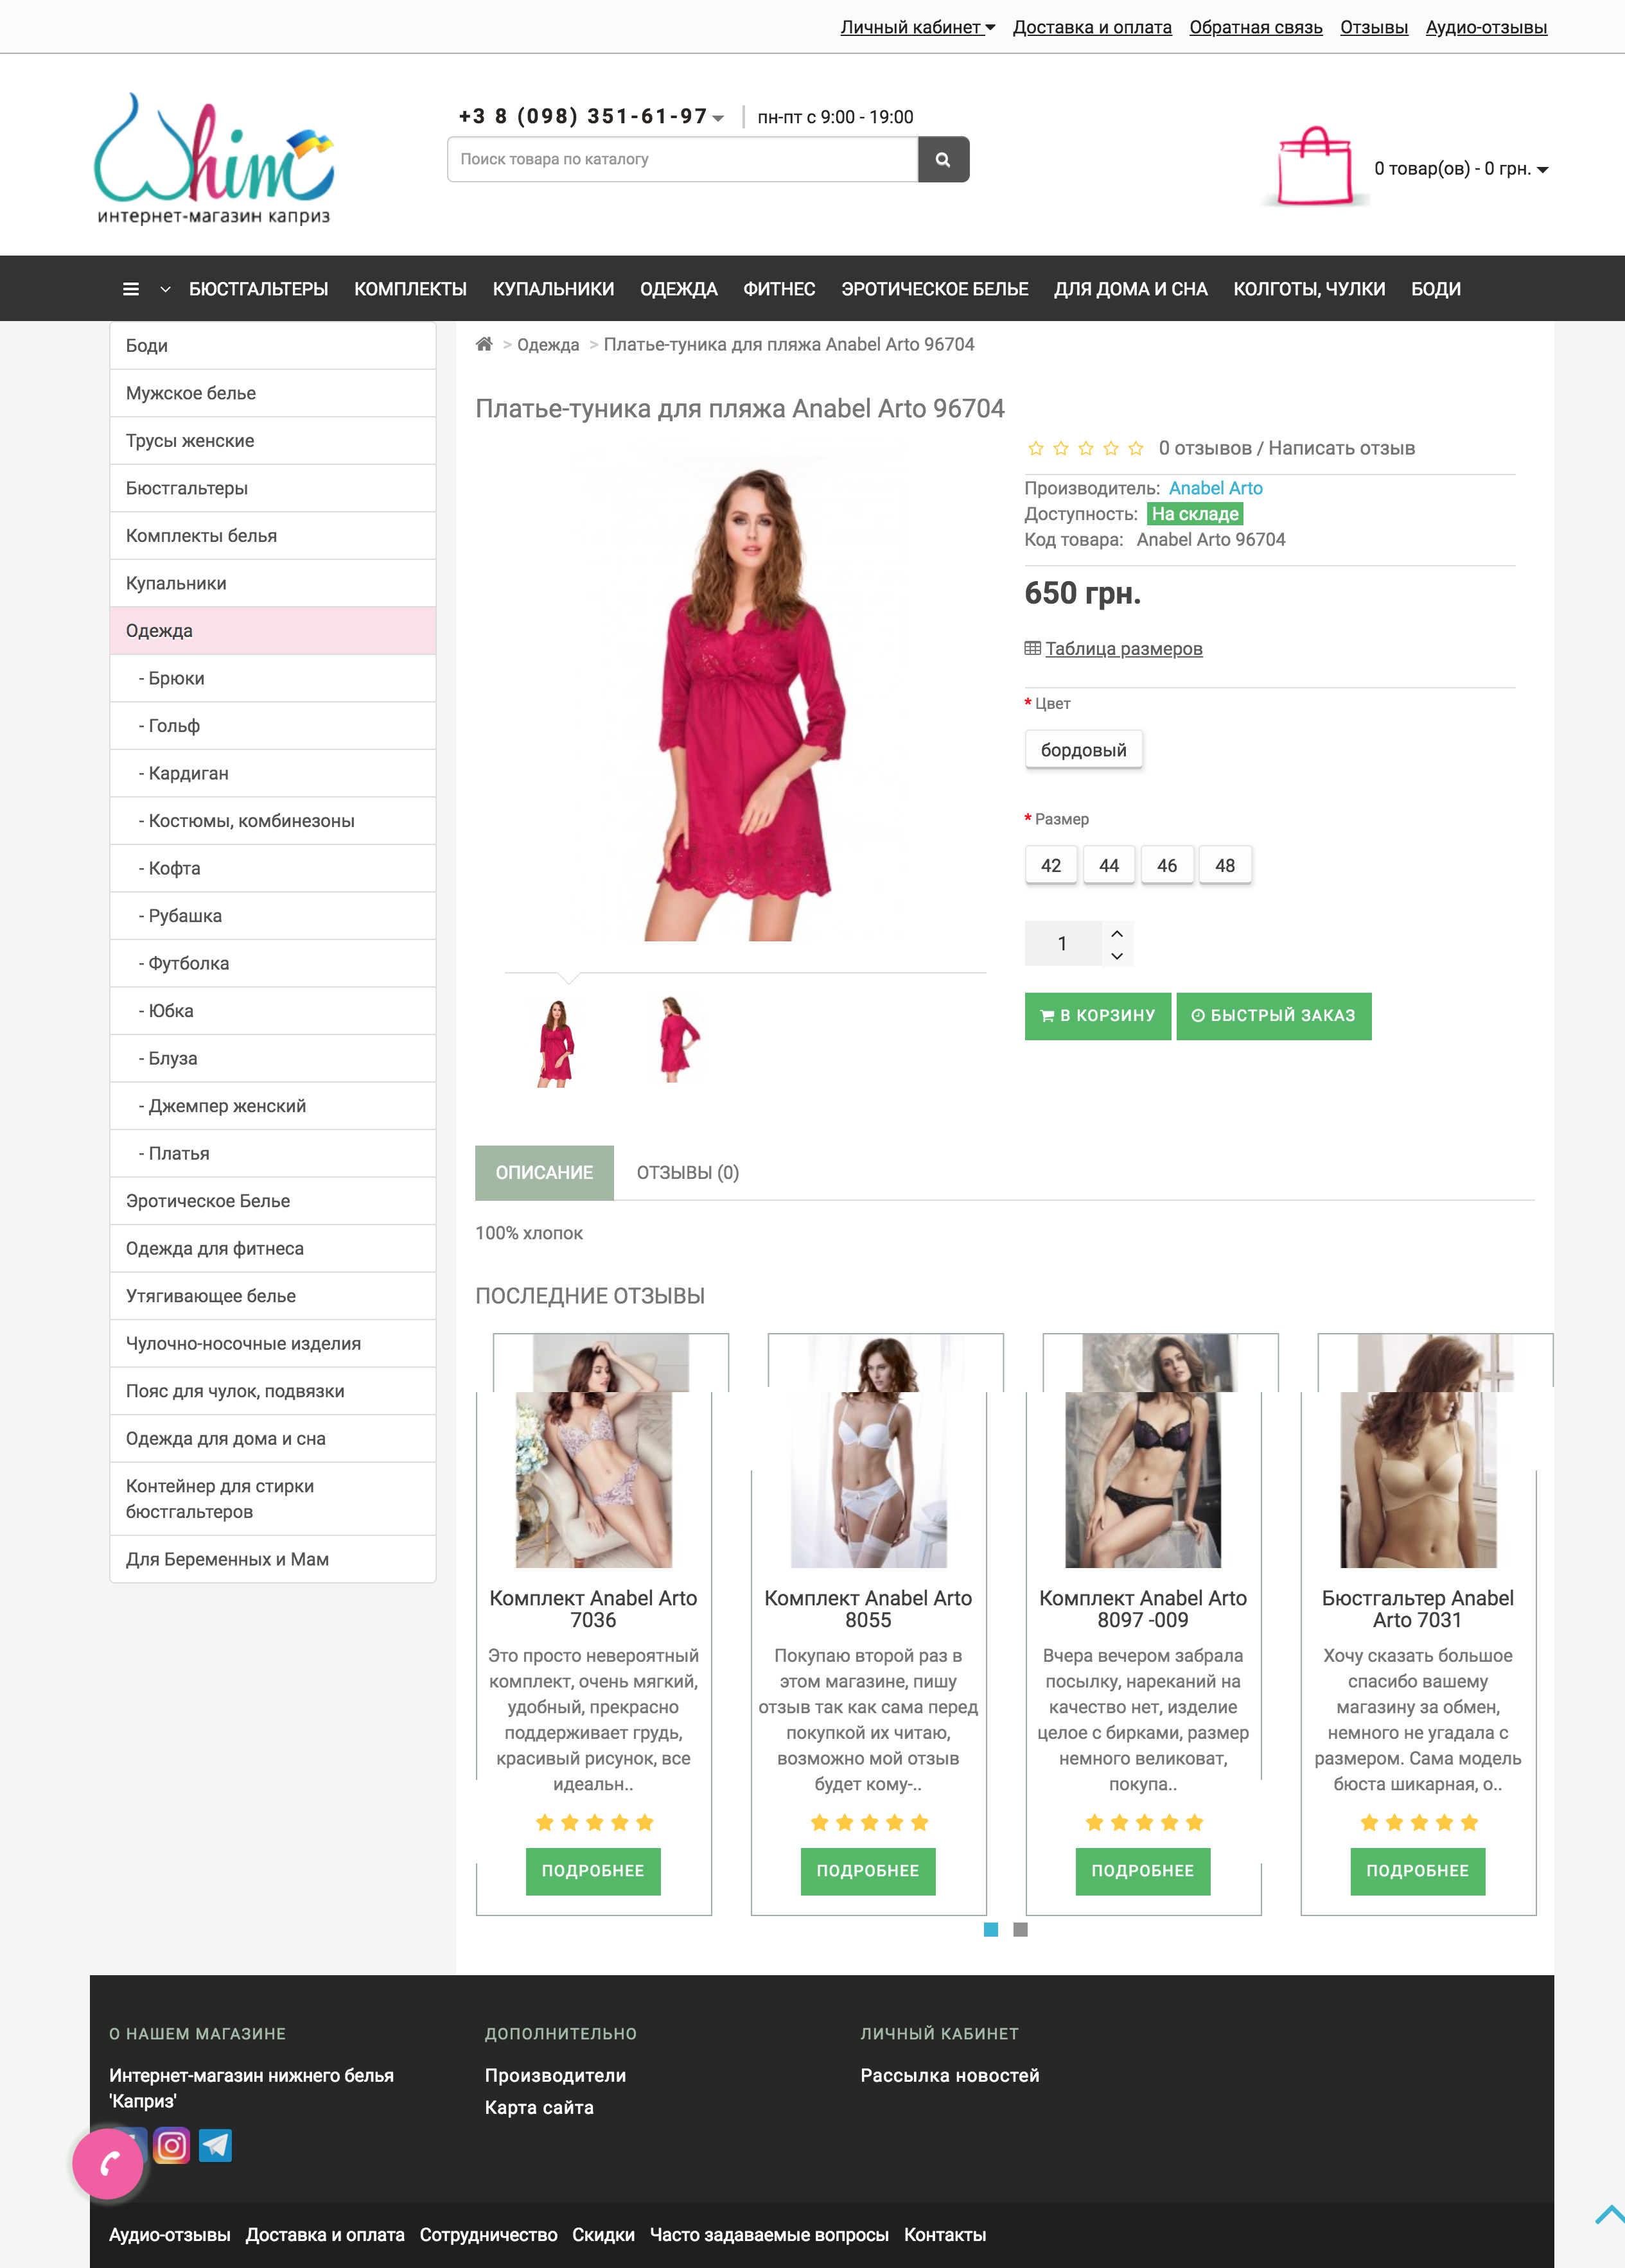 Личный кабинет Доставка и оплата Обратная связь Отзывы Аудио-отзывы
Whim
интернет-магазин каприз
+3 8 (098) 351-61-97 пн-пт с 9:00 - 19:00
Поиск товара по каталогу
0 товар(ов) - 0 грн.
БЮСТГАЛЬТЕРЫ КОМПЛЕКТЫ КУПАЛЬНИКИ ОДЕЖДА ФИТНЕС ЭРОТИЧЕСКОЕ БЕЛЬЕ ДЛЯ ДОМА И СНА КОЛГОТЫ, ЧУЛКИ БОДИ
Боди
Мужское белье
Трусы женские
Бюстгальтеры
Комплекты белья
Купальники
Одежда
- Брюки
- Гольф
- Кардиган
- Костюмы, комбинезоны
- Кофта
- Рубашка
- Футболка
- Юбка
- Блуза
- Джемпер женский
- Платья
Эротическое Белье
Одежда для фитнеса
Утягивающее белье
Чулочно-носочные изделия
Пояс для чулок, подвязки
Одежда для дома и сна
Контейнер для стирки
бюстгальтеров
Для Беременных и Мам
> Одежда > Платье-туника для пляжа Anabel Arto 96704
Платье-туника для пляжа Anabel Arto 96704
0 отзывов / Написать отзыв
Производитель: Anabel Arto
Доступность: На складе
Код товара: Anabel Arto 96704
650 грн.
Таблица размеров
* Цвет
бордовый
* Размер
42 44 46 48
1
В КОРЗИНУ БЫСТРЫЙ ЗАКАЗ
ОПИСАНИЕ ОТЗЫВЫ (0)
100% хлопок
ПОСЛЕДНИЕ ОТЗЫВЫ
Комплект Anabel Arto
7036
Это просто невероятный
комплект, очень мягкий,
удобный, прекрасно
поддерживает грудь,
красивый рисунок, все
идеальн..
ПОДРОБНЕЕ
Комплект Anabel Arto
8055
Покупаю второй раз в
этом магазине, пишу
отзыв так как сама перед
покупкой их читаю,
возможно мой отзыв
будет кому-..
ПОДРОБНЕЕ
Комплект Anabel Arto
8097 -009
Вчера вечером забрала
посылку, нареканий на
качество нет, изделие
целое с бирками, размер
немного великоват,
покупа..
ПОДРОБНЕЕ
Бюстгальтер Anabel
Arto 7031
Хочу сказать большое
спасибо вашему
магазину за обмен,
немного не угадала с
размером. Сама модель
бюста шикарная, о..
ПОДРОБНЕЕ
О НАШЕМ МАГАЗИНЕ
Интернет-магазин нижнего белья
'Каприз'
ДОПОЛНИТЕЛЬНО
Производители
Карта сайта
ЛИЧНЫЙ КАБИНЕТ
Рассылка новостей
Аудио-отзывы Доставка и оплата Сотрудничество Скидки Часто задаваемые вопросы Контакты